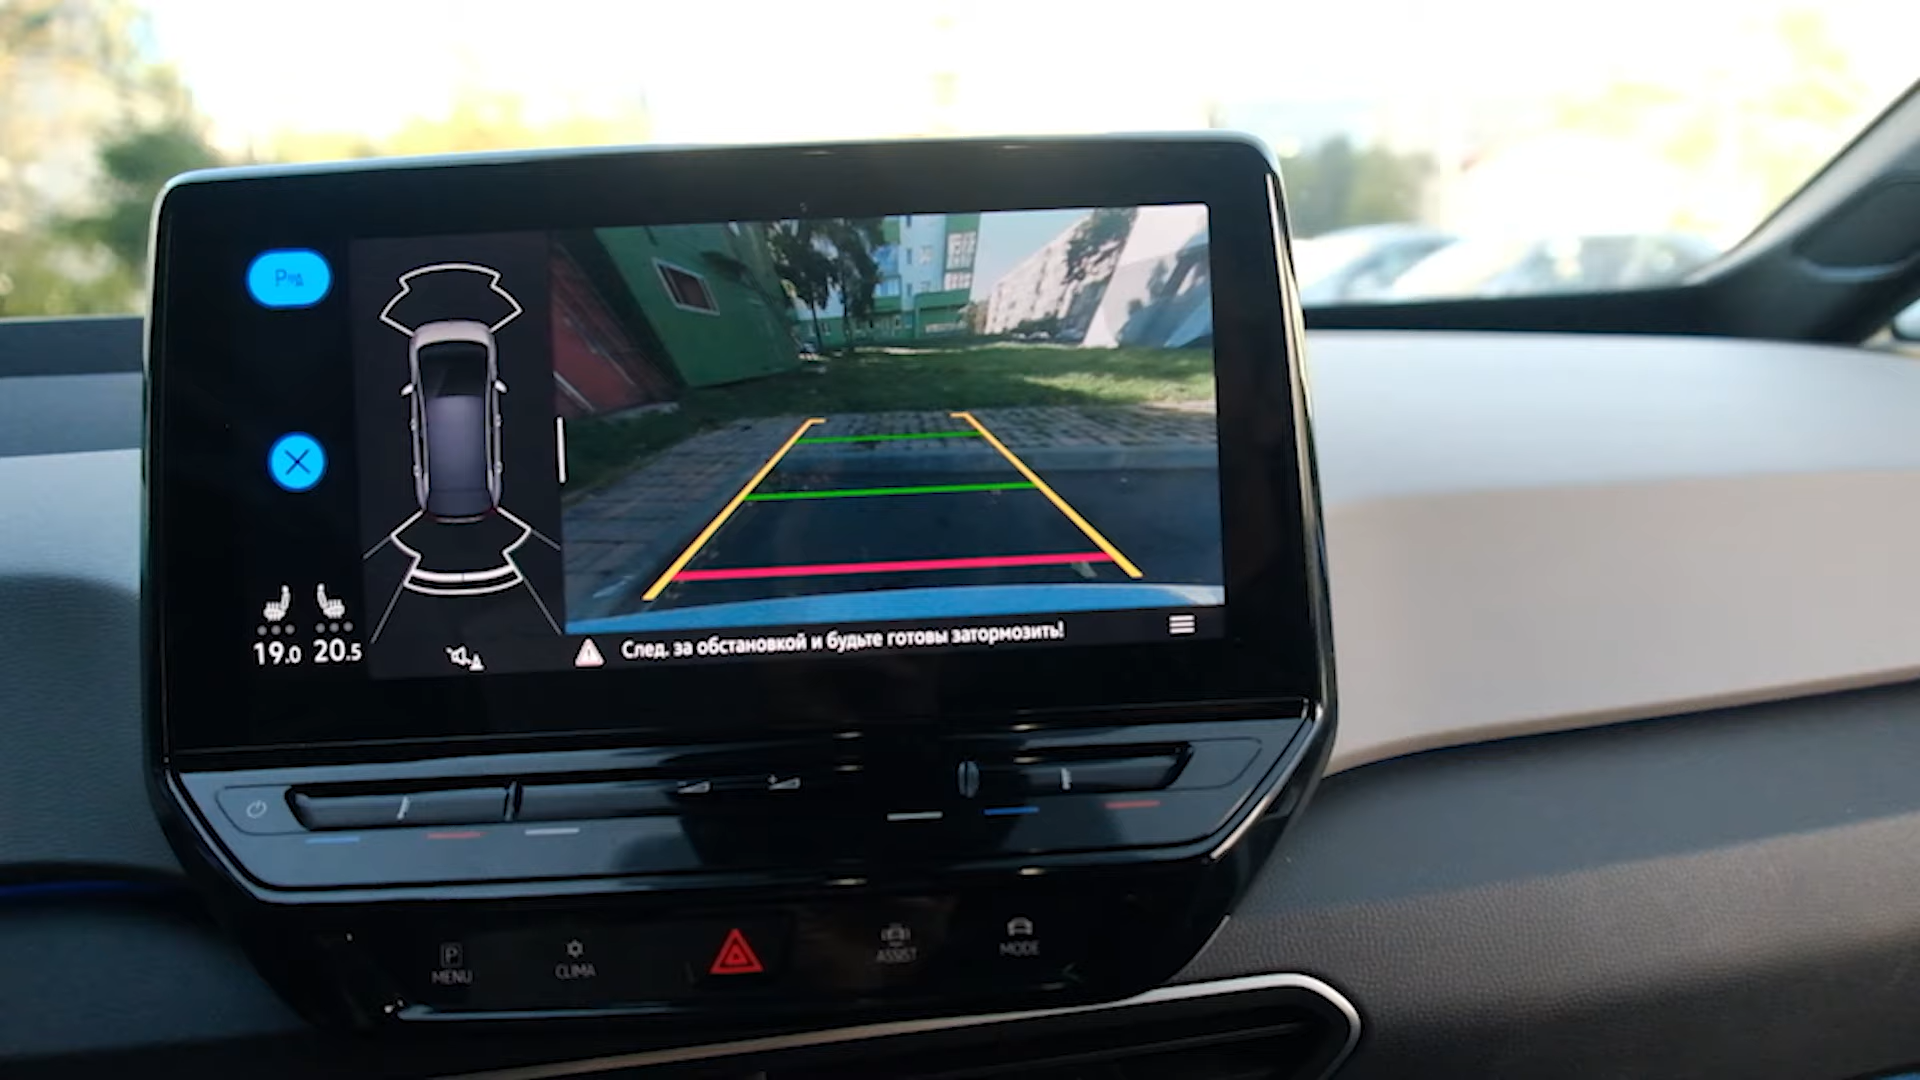 P
19.0 20.5
След. за обстановкой и будьте готовы затормозить!
P
MENU
CLIMA
ASSIST
MODE